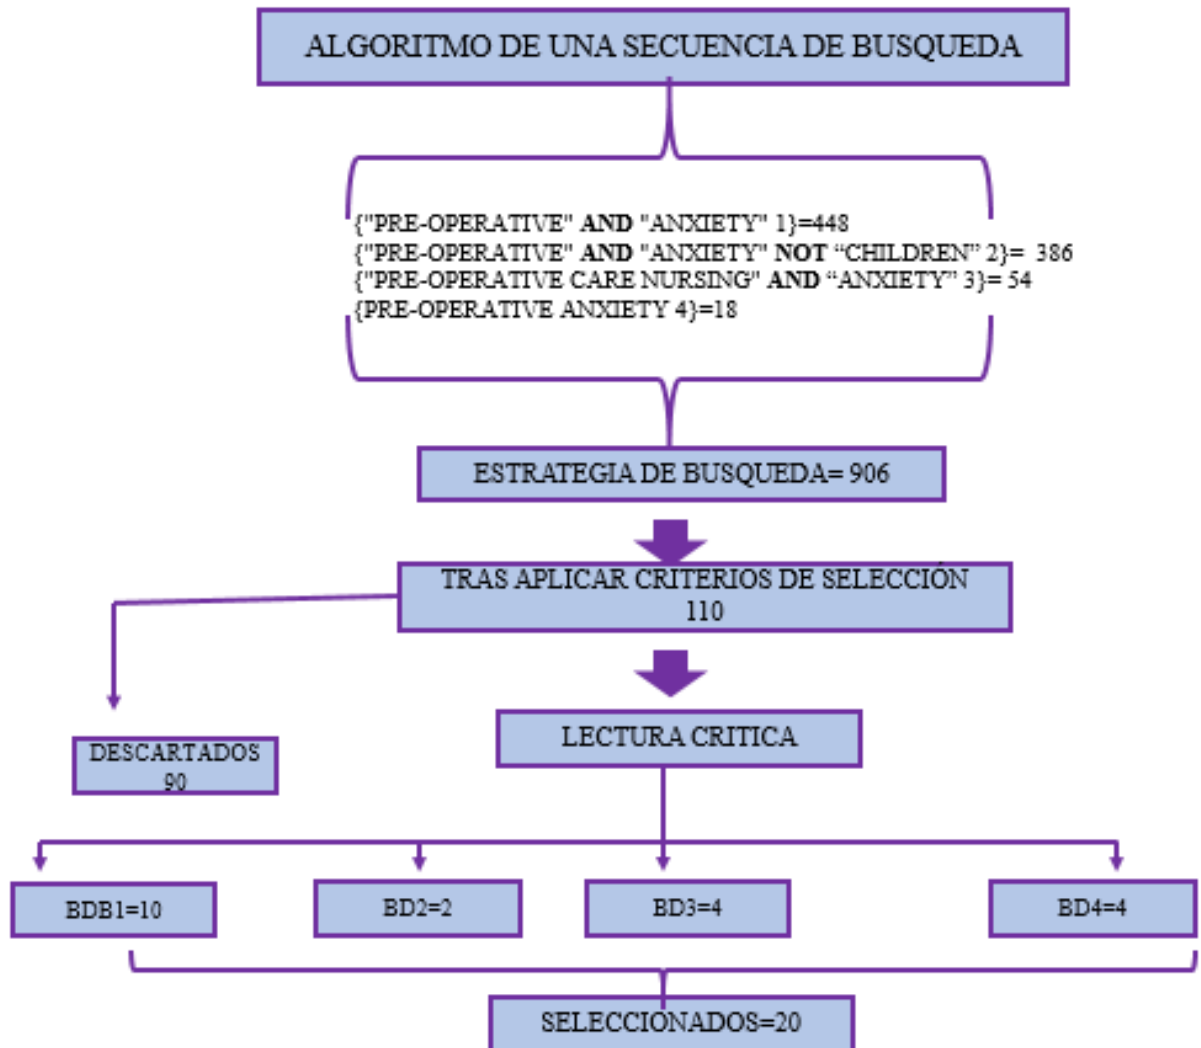 ALGORITMO DE UNA SECUENCIA DE BUSQUEDA
{"PRE-OPERATIVE" AND "ANXIETY" 1}=448
{"PRE-OPERATIVE" AND "ANXIETY" NOT “CHILDREN” 2}= 386
{"PRE-OPERATIVE CARE NURSING" AND “ANXIETY” 3}= 54
{PRE-OPERATIVE ANXIETY 4}=18
ESTRATEGIA DE BUSQUEDA= 906
TRAS APLICAR CRITERIOS DE SELECCIÓN
110
LECTURA CRITICA
DESCARTADOS
90
BDB1=10
BD2=2
BD3=4
BD4=4
SELECCIONADOS=20